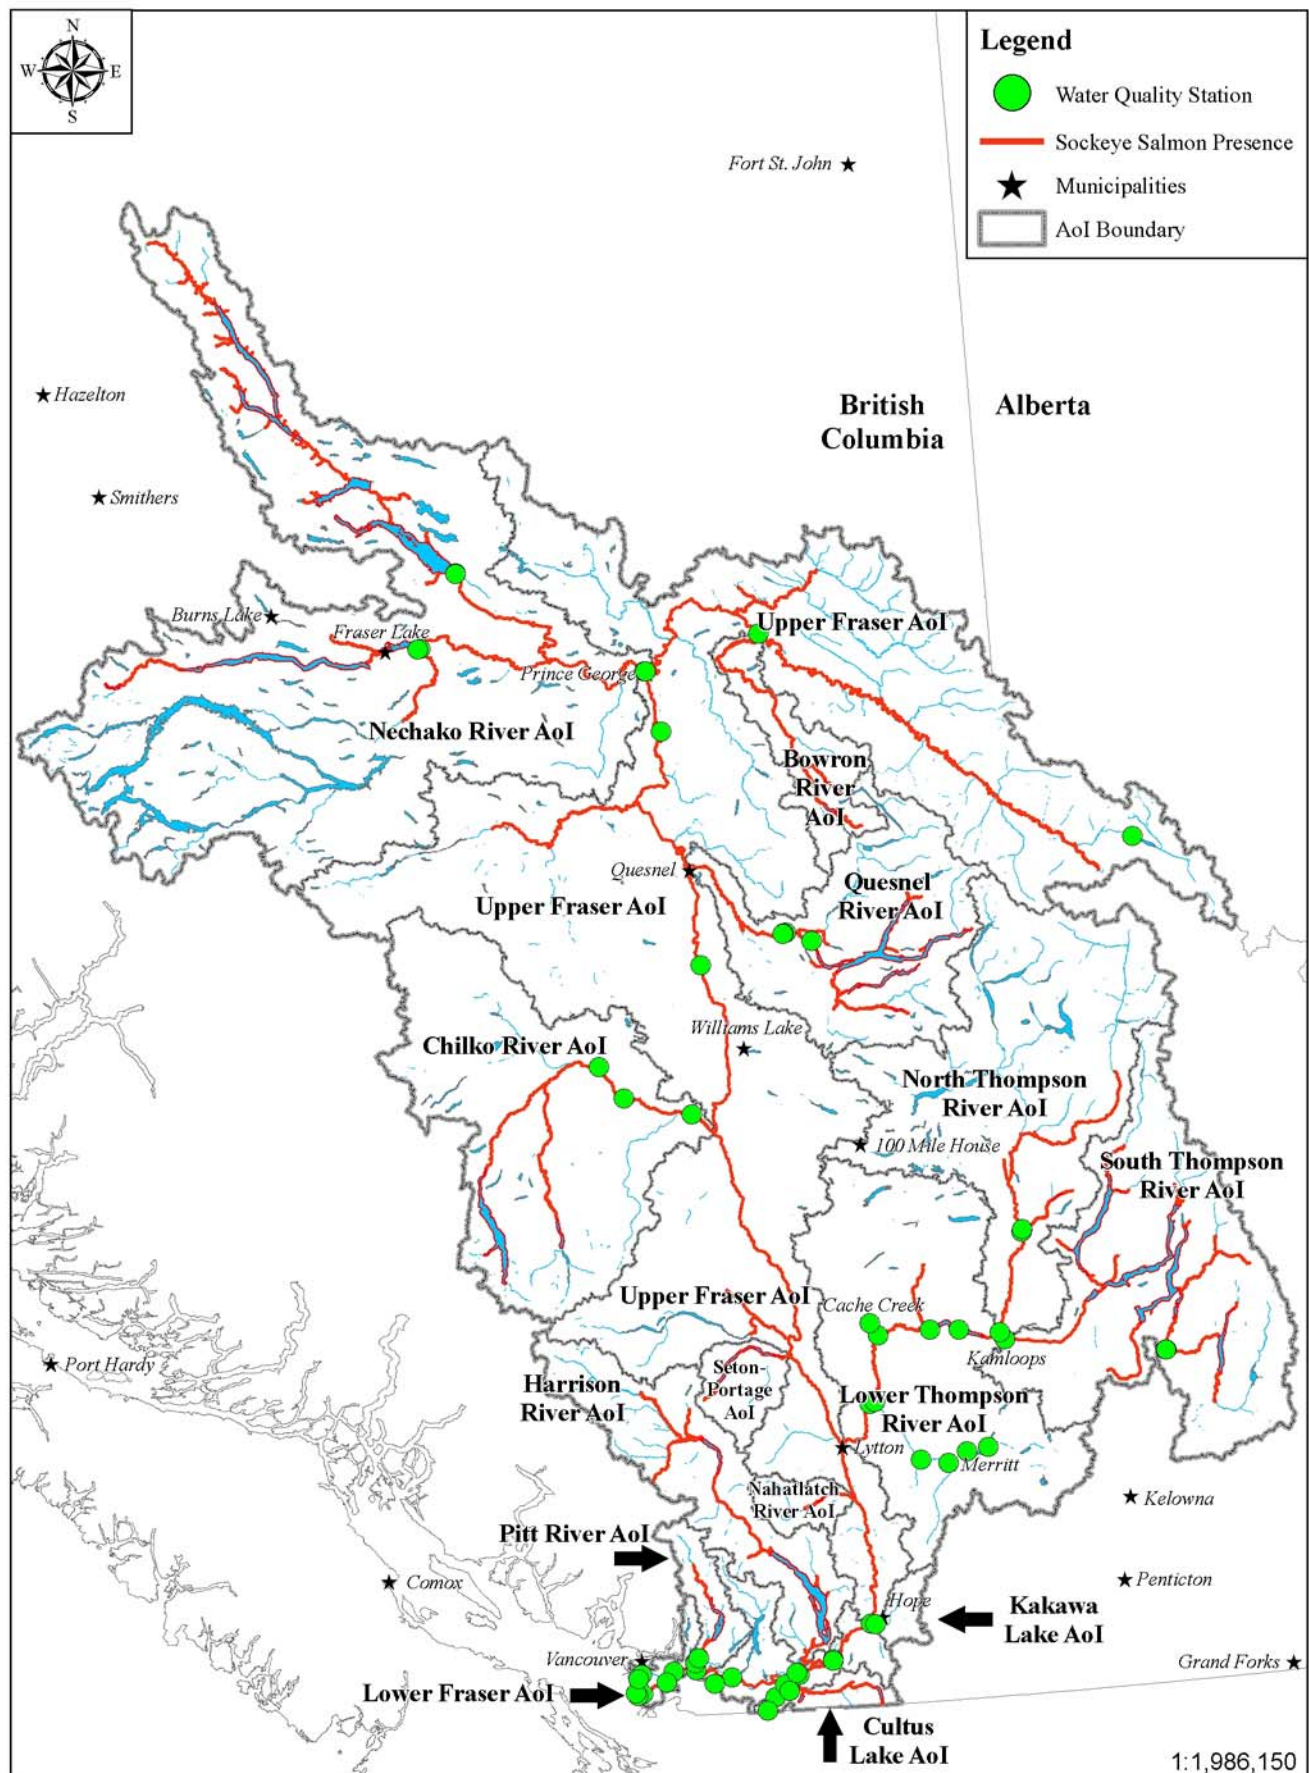 N
W E
S
Legend
Water Quality Station
Sockeye Salmon Presence
Municipalities
AoI Boundary
Fort St. John
Hazelton
British
Columbia
Alberta
Smithers
Burns Lake
Fraser Lake
Upper Fraser AoI
Prince George
Nechako River AoI
Bowron
River
AoI
Quesnel
Quesnel
River AoI
Upper Fraser AoI
Williams Lake
Chilko River AoI
North Thompson
River AoI
100 Mile House
South Thompson
River AoI
Upper Fraser AoI
Cache Creek
Port Hardy
Kamloops
Seton-
Portage
AoI
Harrison
River AoI
Lower Thompson
River AoI
Lytton
Merritt
Nahatlatch
River AoI
Kelowna
Pitt River AoI
Comox
Penticton
Hope
Kakawa
Lake AoI
Vancouver
Grand Forks
Lower Fraser AoI
Cultus
Lake AoI
1:1,986,150